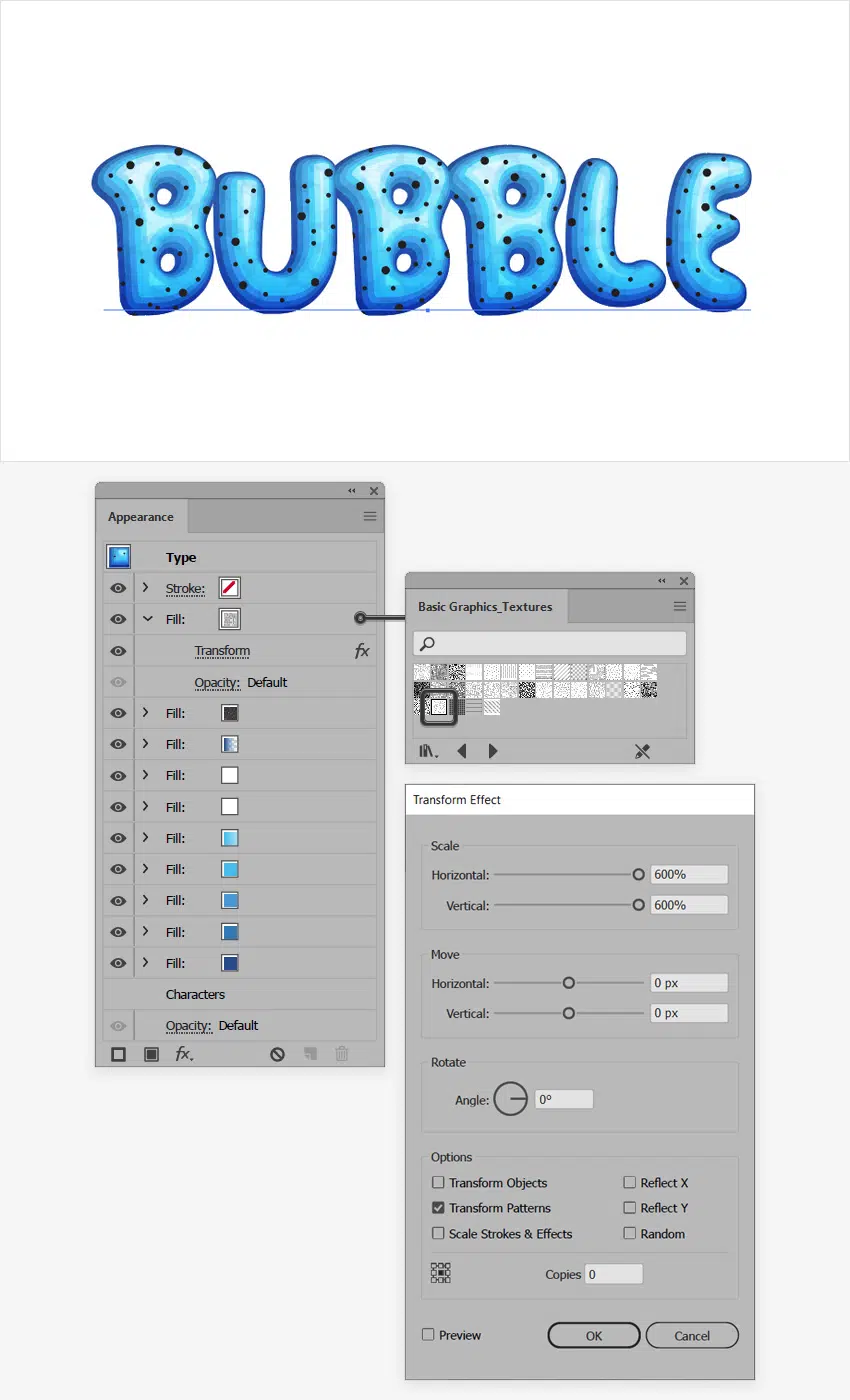 BUBBLE
Appearance
Type
Stroke:
Fill:
Transform fx
Opacity: Default
Fill:
Fill:
Fill:
Fill:
Fill:
Fill:
Fill:
Fill:
Fill:
Characters
Opacity: Default
fx
Basic Graphics_Textures
Transform Effect
Scale
Horizontal: 600%
Vertical: 600%
Move
Horizontal: 0 px
Vertical: 0 px
Rotate
Angle: 0°
Options
Transform Objects Reflect X
Transform Patterns Reflect Y
Scale Strokes & Effects Random
Copies 0
Preview OK Cancel